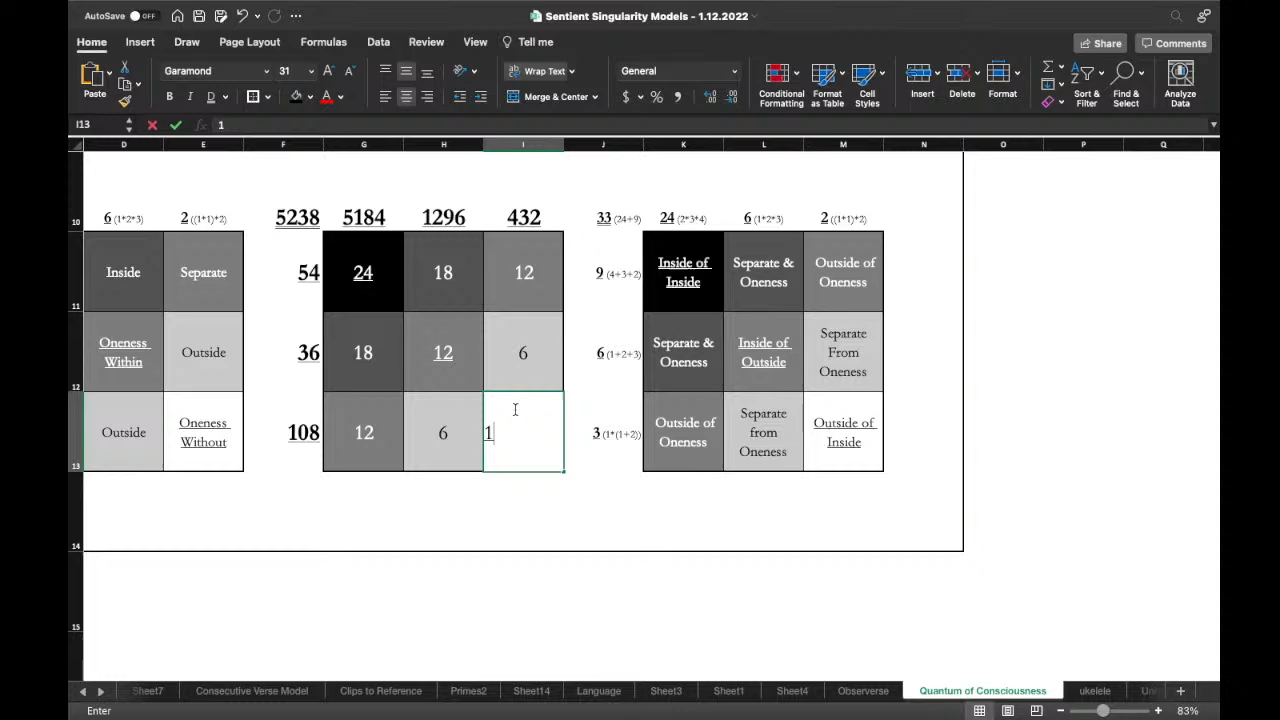 AutoSave OFF
Sentient Singularity Models - 1.12.2022
Home Insert Draw Page Layout Formulas Data Review View Tell me
Share Comments
Paste
Garamond 31
Wrap Text
General
Merge & Center
Conditional Formatting
Format as Table
Cell Styles
Insert Delete Format
Sort & Filter
Find & Select
Analyze Data
I13 fx 1
D E F G H I J K L M N O P Q
10 6 (1*2*3) 2 ((1*1)*2) 5238 5184 1296 432 33 (24+9) 24 (2*3*4) 6 (1*2*3) 2 ((1*1)*2)
11 Inside Separate 54 24 18 12 9 (4+3+2) Inside of Inside Separate & Oneness Outside of Oneness
12 Oneness Within Outside 36 18 12 6 6 (1+2+3) Separate & Oneness Inside of Outside Separate From Oneness
13 Outside Oneness Without 108 12 6 1 3 (1*(1+2)) Outside of Oneness Separate from Oneness Outside of Inside
14
15
Sheet7 Consecutive Verse Model Clips to Reference Primes2 Sheet14 Language Sheet3 Sheet1 Sheet4 Observerse Quantum of Consciousness ukelele
Enter
83%